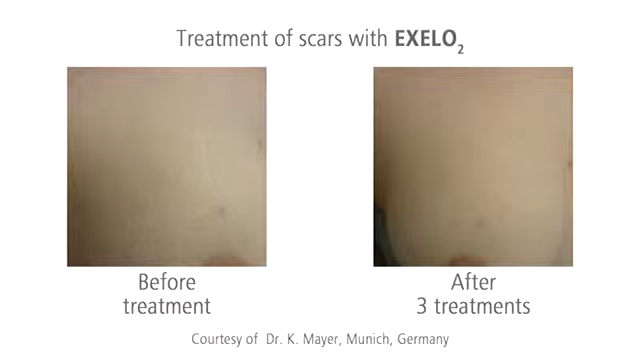 Treatment of scars with EXELO₂
Before
treatment
After
3 treatments
Courtesy of Dr. K. Mayer, Munich, Germany